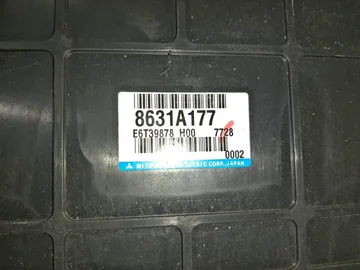 8631A177
E6T39878 H00 7728
0002
MITSUBISHI ELECTRIC CORP. JAPAN